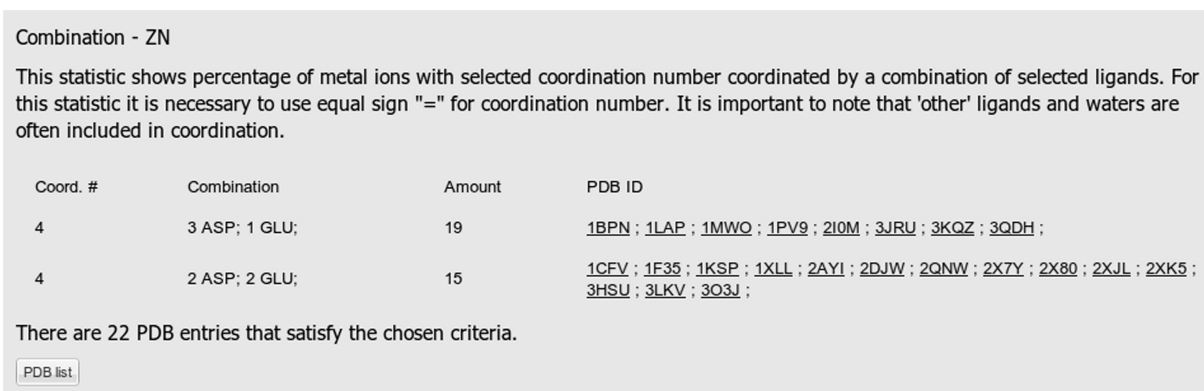 Combination - ZN
This statistic shows percentage of metal ions with selected coordination number coordinated by a combination of selected ligands. For
this statistic it is necessary to use equal sign "=" for coordination number. It is important to note that 'other' ligands and waters are
often included in coordination.
Coord. # Combination Amount PDB ID
4 3 ASP; 1 GLU; 19 1BPN ; 1LAP ; 1MWO ; 1PV9 ; 2I0M ; 3JRU ; 3KQZ ; 3QDH ;
4 2 ASP; 2 GLU; 15 1CFV ; 1F35 ; 1KSP ; 1XLL ; 2AYI ; 2DJW ; 2QNW ; 2X7Y ; 2X80 ; 2XJL ; 2XK5 ;
3HSU ; 3LKV ; 3O3J ;
There are 22 PDB entries that satisfy the chosen criteria.
PDB list